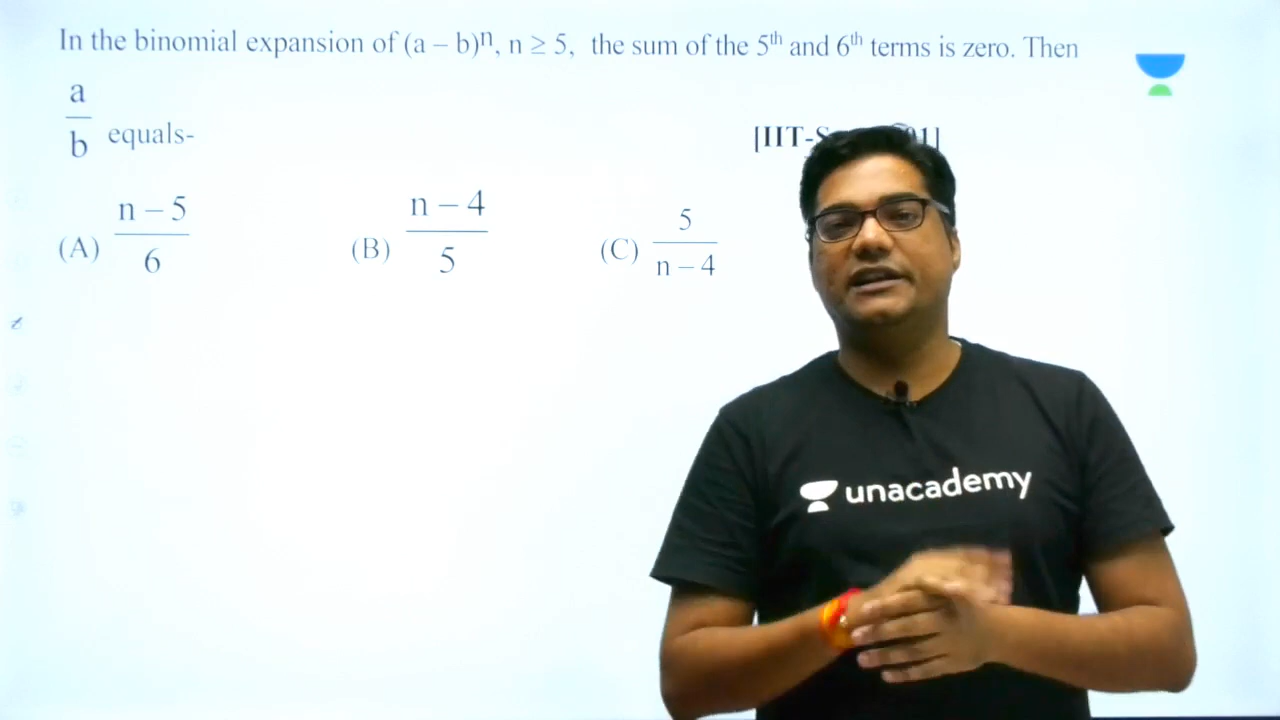 In the binomial expansion of (a – b)ⁿ, n ≥ 5, the sum of the 5ᵗʰ and 6ᵗʰ terms is zero. Then
a
b
equals-
(A) n – 5
6
(B) n – 4
5
(C) 5
n – 4
unacademy